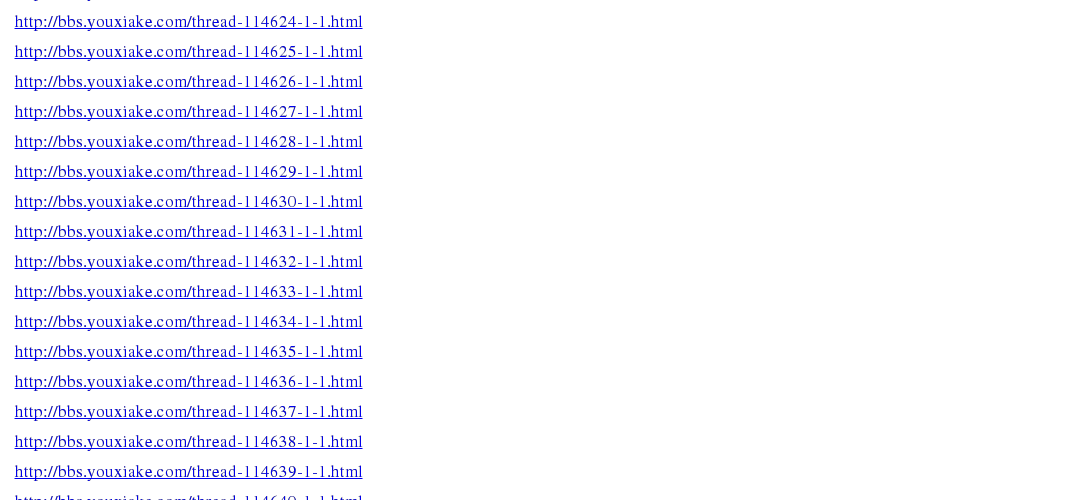 http://bbs.youxiake.com/thread-114624-1-1.html
http://bbs.youxiake.com/thread-114625-1-1.html
http://bbs.youxiake.com/thread-114626-1-1.html
http://bbs.youxiake.com/thread-114627-1-1.html
http://bbs.youxiake.com/thread-114628-1-1.html
http://bbs.youxiake.com/thread-114629-1-1.html
http://bbs.youxiake.com/thread-114630-1-1.html
http://bbs.youxiake.com/thread-114631-1-1.html
http://bbs.youxiake.com/thread-114632-1-1.html
http://bbs.youxiake.com/thread-114633-1-1.html
http://bbs.youxiake.com/thread-114634-1-1.html
http://bbs.youxiake.com/thread-114635-1-1.html
http://bbs.youxiake.com/thread-114636-1-1.html
http://bbs.youxiake.com/thread-114637-1-1.html
http://bbs.youxiake.com/thread-114638-1-1.html
http://bbs.youxiake.com/thread-114639-1-1.html